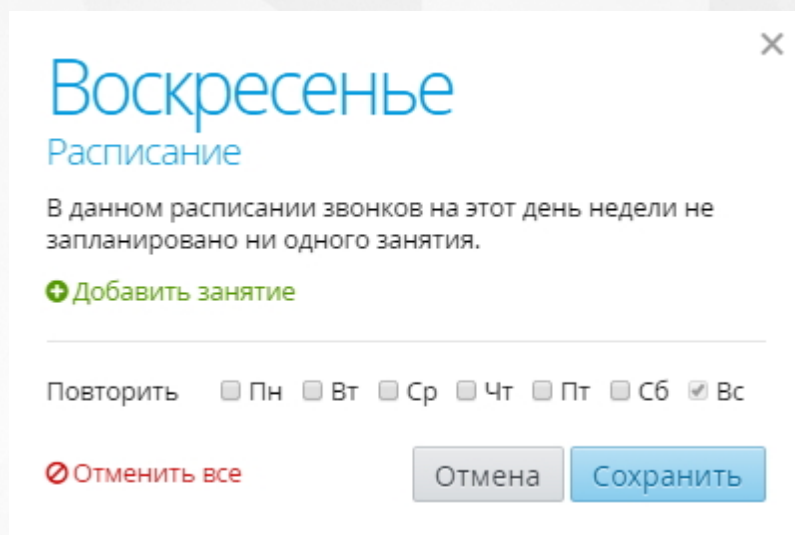 Воскресенье
Расписание
В данном расписании звонков на этот день недели не
запланировано ни одного занятия.
Добавить занятие
Повторить Пн Вт Ср Чт Пт Сб Вс
Отменить все Отмена Сохранить